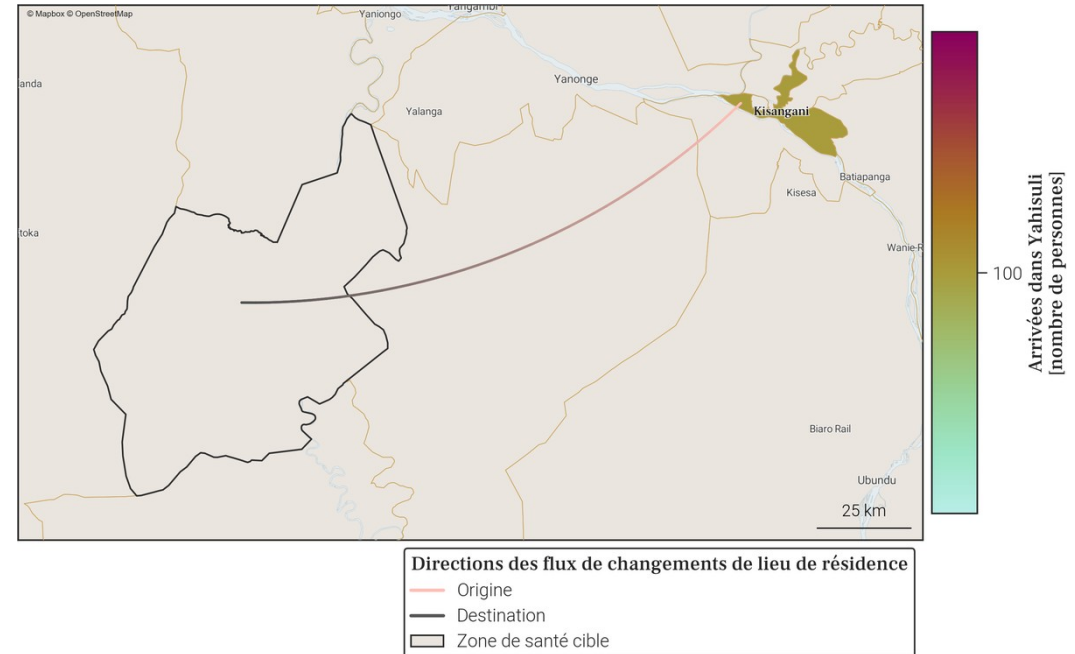 © Mapbox © OpenStreetMap
Yaniongo
Yangambi
anda
Yanonge
Yalanga
Kisangani
Batiapanga
Kisesa
toka
Wanie-R
Biaro Rail
Ubundu
25 km
100
Arrivées dans Yahisuli
[nombre de personnes]
Directions des flux de changements de lieu de résidence
Origine
Destination
Zone de santé cible